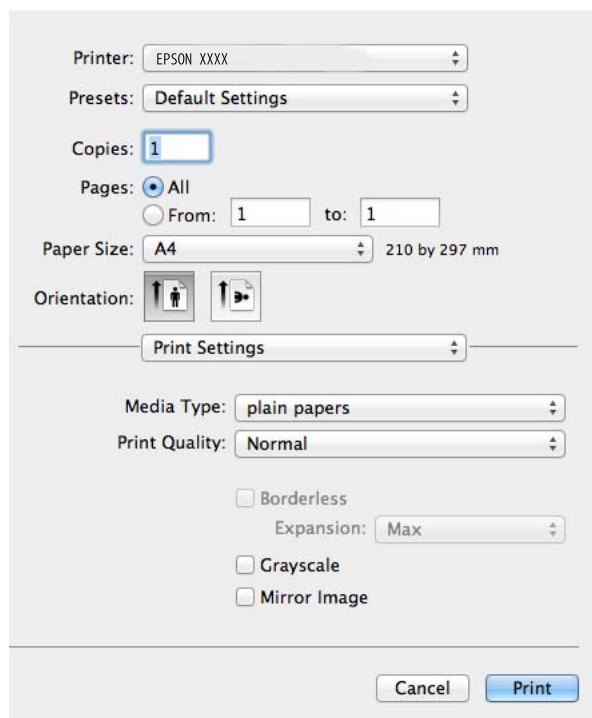 Printer: EPSON XXXX
Presets: Default Settings
Copies: 1
Pages: All
From: 1 to: 1
Paper Size: A4 210 by 297 mm
Orientation:
Print Settings
Media Type: plain papers
Print Quality: Normal
Borderless
Expansion: Max
Grayscale
Mirror Image
Cancel Print